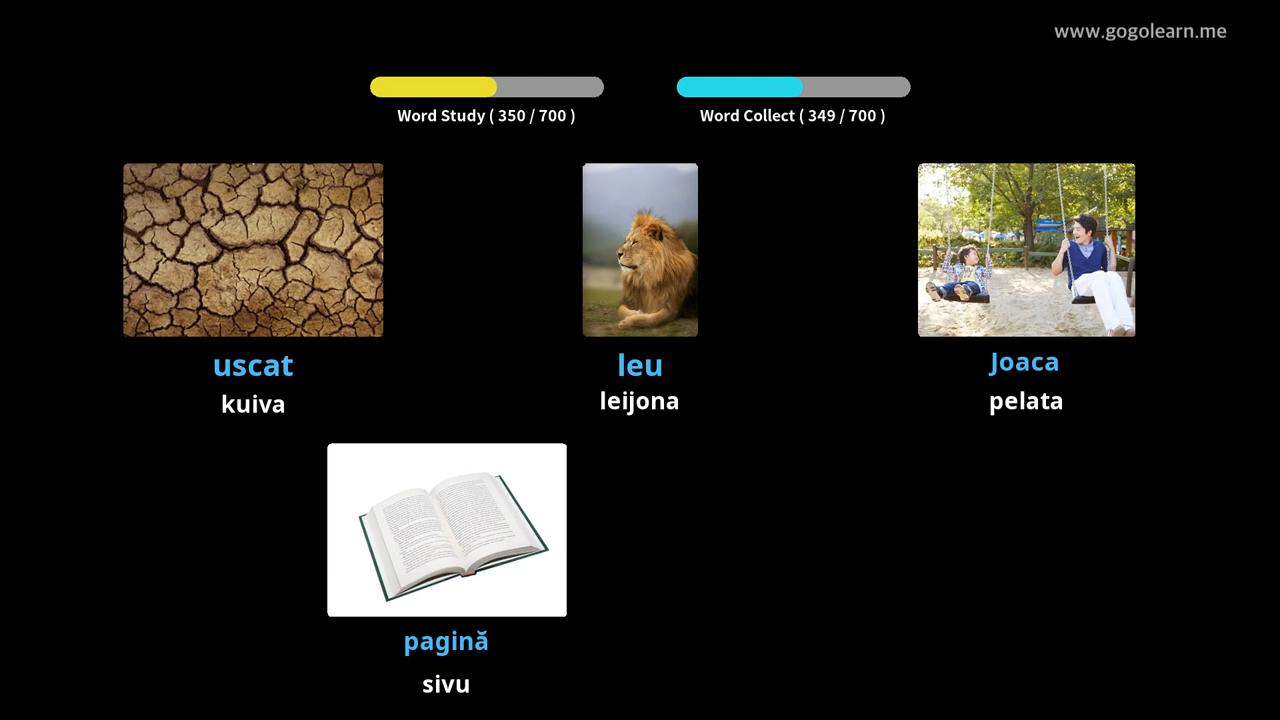 www.gogolearn.me
Word Study ( 350 / 700 )
Word Collect ( 349 / 700 )
uscat
kuiva
leu
leijona
Joaca
pelata
pagină
sivu